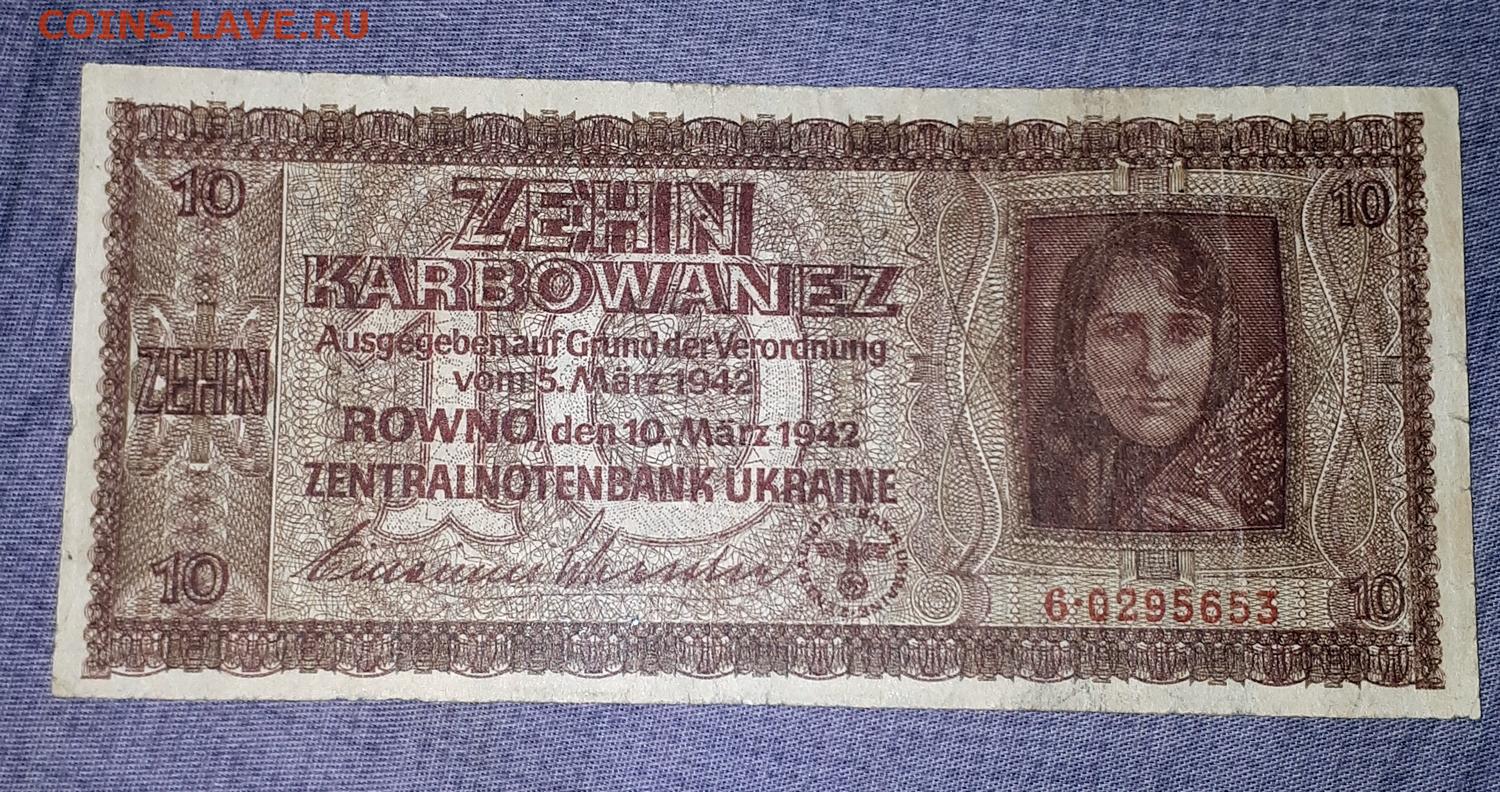 COINS.LAVE.RU
10
10
ZEHN
KARBOWANEZ
Ausgegeben auf Grund der Verordnung
vom 5. März 1942
ZEHN
10
ROWNO, den 10. März 1942
ZENTRALNOTENBANK UKRAINE
10
6·0295653
10